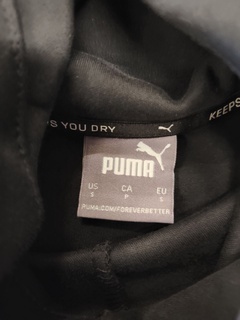 S YOU DRY
KEEPS
PUMA
US CA EU
S P S
PUMA.COM/FOREVERBETTER